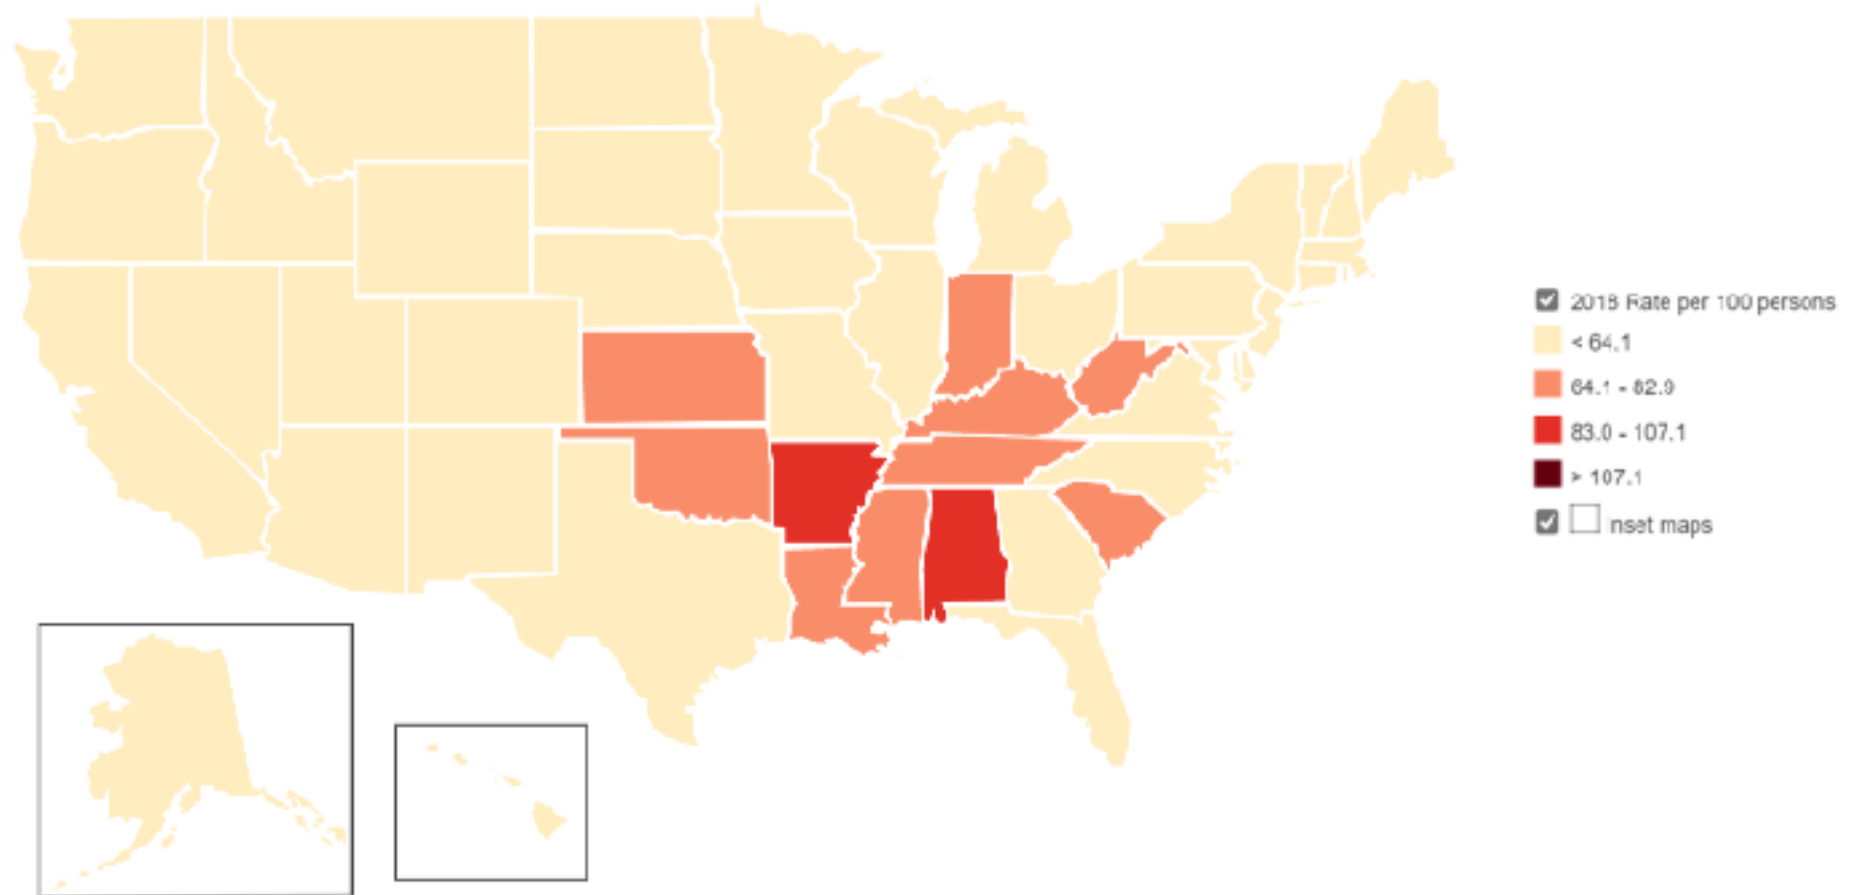 2018 Rate per 100 persons
< 64.1
64.1 - 82.9
83.0 - 107.1
> 107.1
nset maps